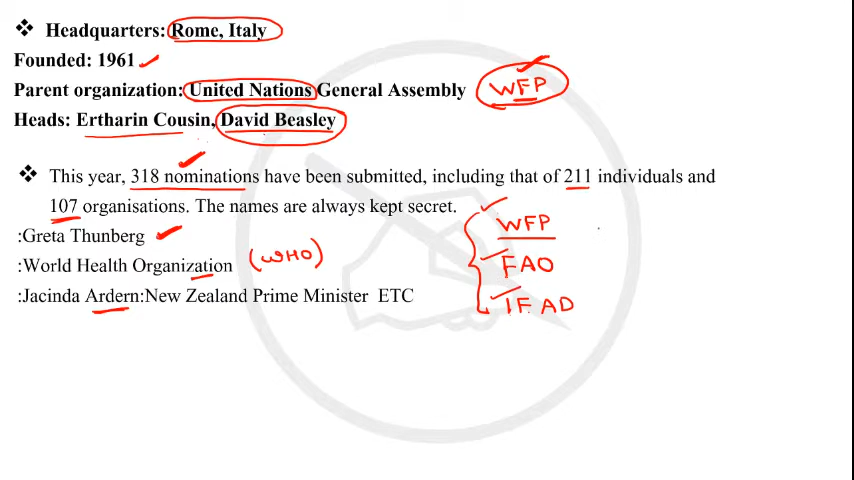 ❖ Headquarters: Rome, Italy
Founded: 1961
Parent organization: United Nations General Assembly WFP
Heads: Ertharin Cousin, David Beasley
❖ This year, 318 nominations have been submitted, including that of 211 individuals and
107 organisations. The names are always kept secret.
WFP
:Greta Thunberg
:World Health Organization (WHO)
FAO
:Jacinda Ardern:New Zealand Prime Minister ETC
IFAD